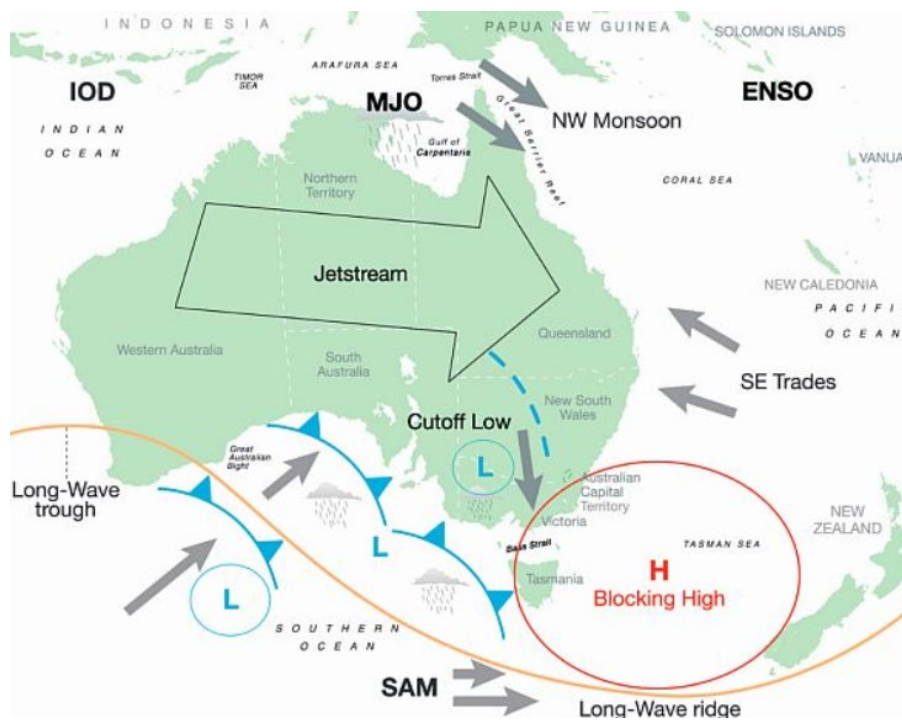 INDONESIA
PAPUA NEW GUINEA
SOLOMON ISLANDS
ARAFURA SEA
TIMOR
SEA
Torres Strait
IOD
MJO
ENSO
INDIAN
OCEAN
NW Monsoon
Great Barrier Reef
Gulf of
Carpentaria
VANUA
Northern
Territory
CORAL SEA
Jetstream
NEW CALEDONIA
PACIFIC
OCEAN
Queensland
Western Australia
South
Australia
SE Trades
New South
Wales
Cutoff Low
L
Great
Australian
Bight
Long-Wave
trough
Australian
Capital
Territory
NEW
ZEALAND
Victoria
Bass Strait
TASMAN SEA
L
H
Blocking High
Tasmania
L
SOUTHERN
OCEAN
SAM
Long-Wave ridge